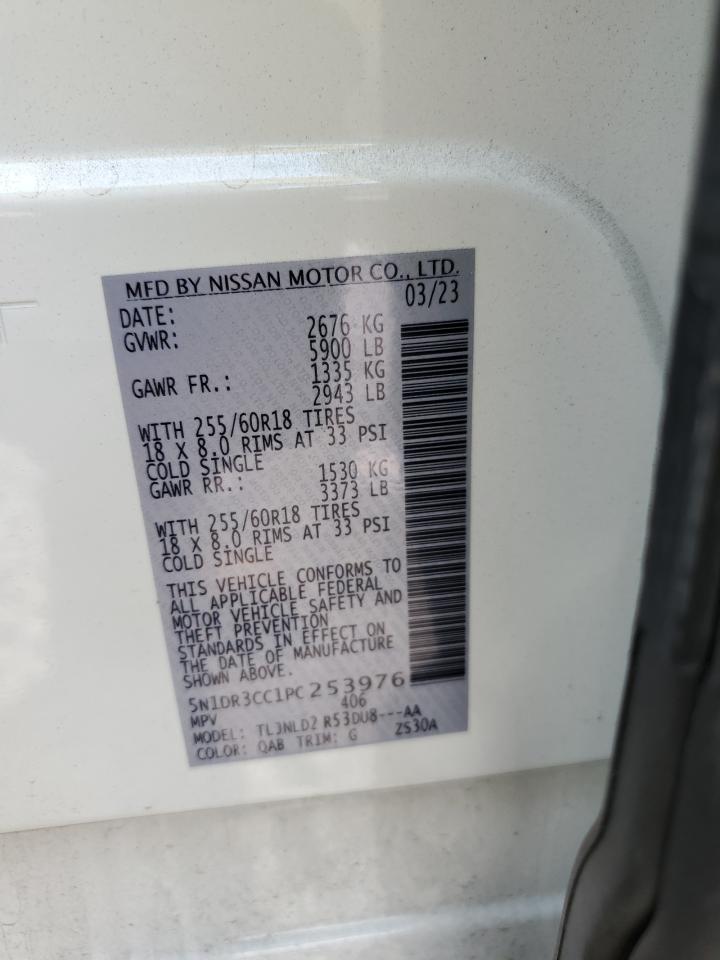 MFD BY NISSAN MOTOR CO., LTD.
DATE: 03/23
GVWR: 2676 KG
5900 LB
GAWR FR.: 1335 KG
2943 LB
WITH 255/60R18 TIRES
18 X 8.0 RIMS AT 33 PSI
COLD SINGLE
GAWR RR.: 1530 KG
3373 LB
WITH 255/60R18 TIRES
18 X 8.0 RIMS AT 33 PSI
COLD SINGLE
THIS VEHICLE CONFORMS TO
ALL APPLICABLE FEDERAL
MOTOR VEHICLE SAFETY AND
THEFT PREVENTION
STANDARDS IN EFFECT ON
THE DATE OF MANUFACTURE
SHOWN ABOVE.
5N1DR3CC1PC253976
MPV 406
MODEL: TLJNLD2 R53DU8---AA
COLOR: QAB TRIM: G ZS30A